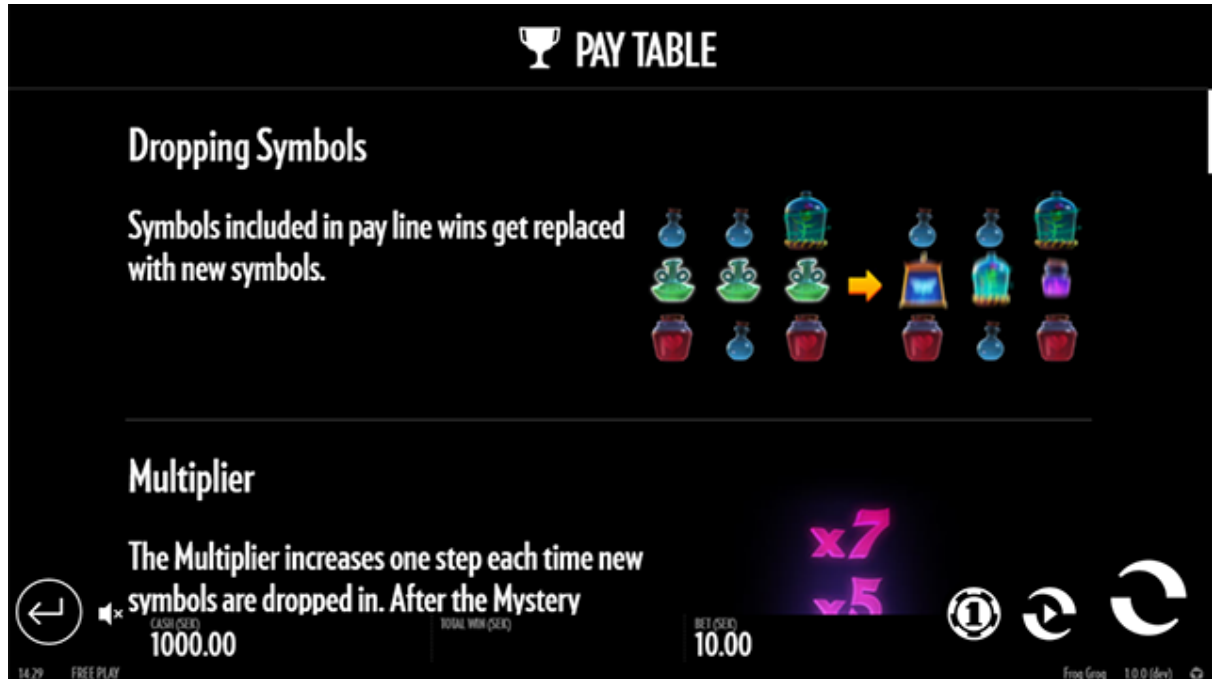 PAY TABLE
Dropping Symbols
Symbols included in pay line wins get replaced
with new symbols.
Multiplier
x7
The Multiplier increases one step each time new
x5
symbols are dropped in. After the Mystery
1
CASH (SEK)
TOTAL WIN (SEK)
BET (SEK)
1000.00
10.00
14.29
FREE PLAY
Frog Grog
1.0.0 (dev)